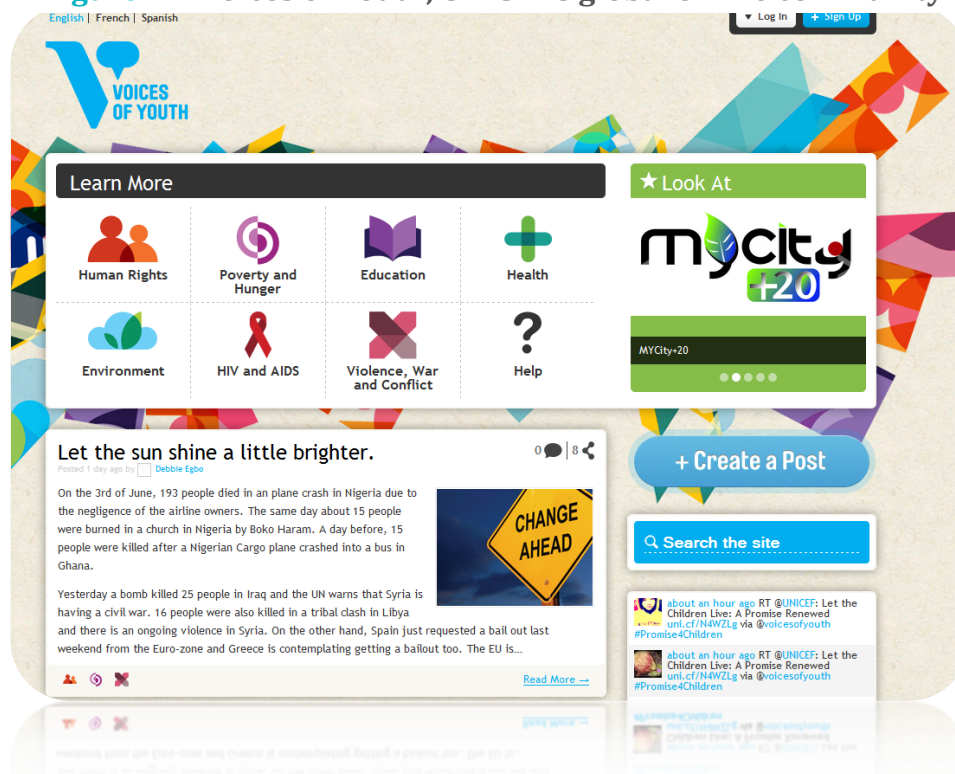 English | French | Spanish
Log In
+ Sign Up
VOICES
OF YOUTH
Learn More
Human Rights
Poverty and
Hunger
Education
Health
Environment
HIV and AIDS
Violence, War
and Conflict
Help
Look At
mycity
+20
MYCity+20
Let the sun shine a little brighter.
Posted 1 day ago by Debbie Egbo
0 8
On the 3rd of June, 193 people died in an plane crash in Nigeria due to
the negligence of the airline owners. The same day about 15 people
were burned in a church in Nigeria by Boko Haram. A day before, 15
people were killed after a Nigerian Cargo plane crashed into a bus in
Ghana.
CHANGE
AHEAD
Yesterday a bomb killed 25 people in Iraq and the UN warns that Syria is
having a civil war. 16 people were also killed in a tribal clash in Libya
and there is an ongoing violence in Syria. On the other hand, Spain just requested a bail out last
weekend from the Euro-zone and Greece is contemplating getting a bailout too. The EU is...
Read More →
+ Create a Post
Search the site
about an hour ago RT @UNICEF: Let the
Children Live: A Promise Renewed
uni.cf/N4WZLg via @voicesofyouth
#Promise4Children
about an hour ago RT @UNICEF: Let the
Children Live: A Promise Renewed
uni.cf/N4WZLg via @voicesofyouth
#Promise4Children